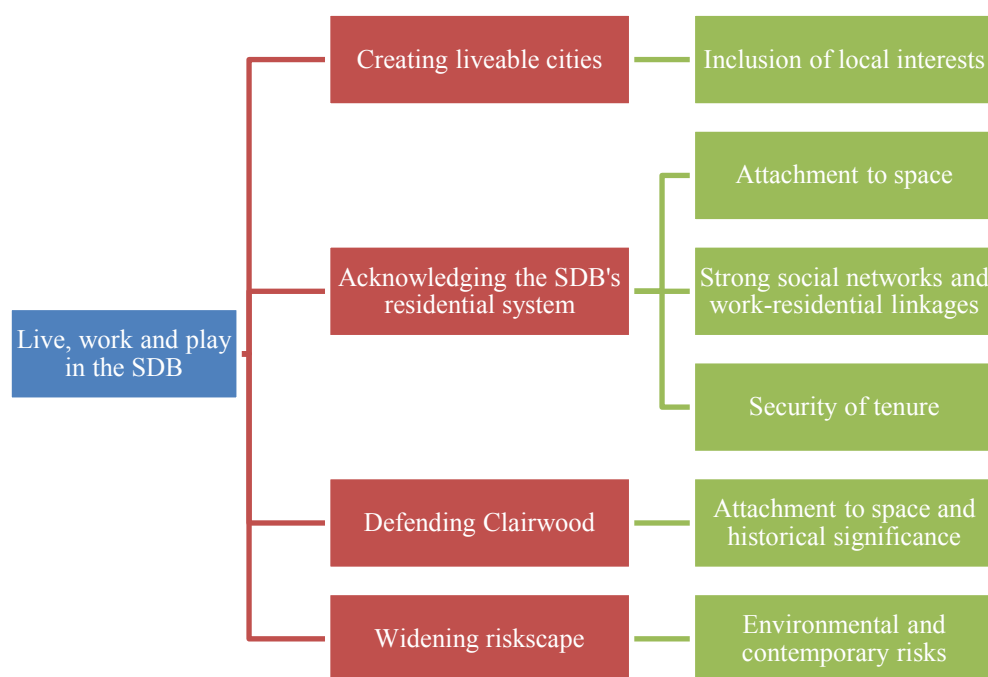 Creating liveable cities
Inclusion of local interests
Attachment to space
Acknowledging the SDB's
residential system
Strong social networks and
work-residential linkages
Live, work and play
in the SDB
Security of tenure
Defending Clairwood
Attachment to space and
historical significance
Widening riskscape
Environmental and
contemporary risks